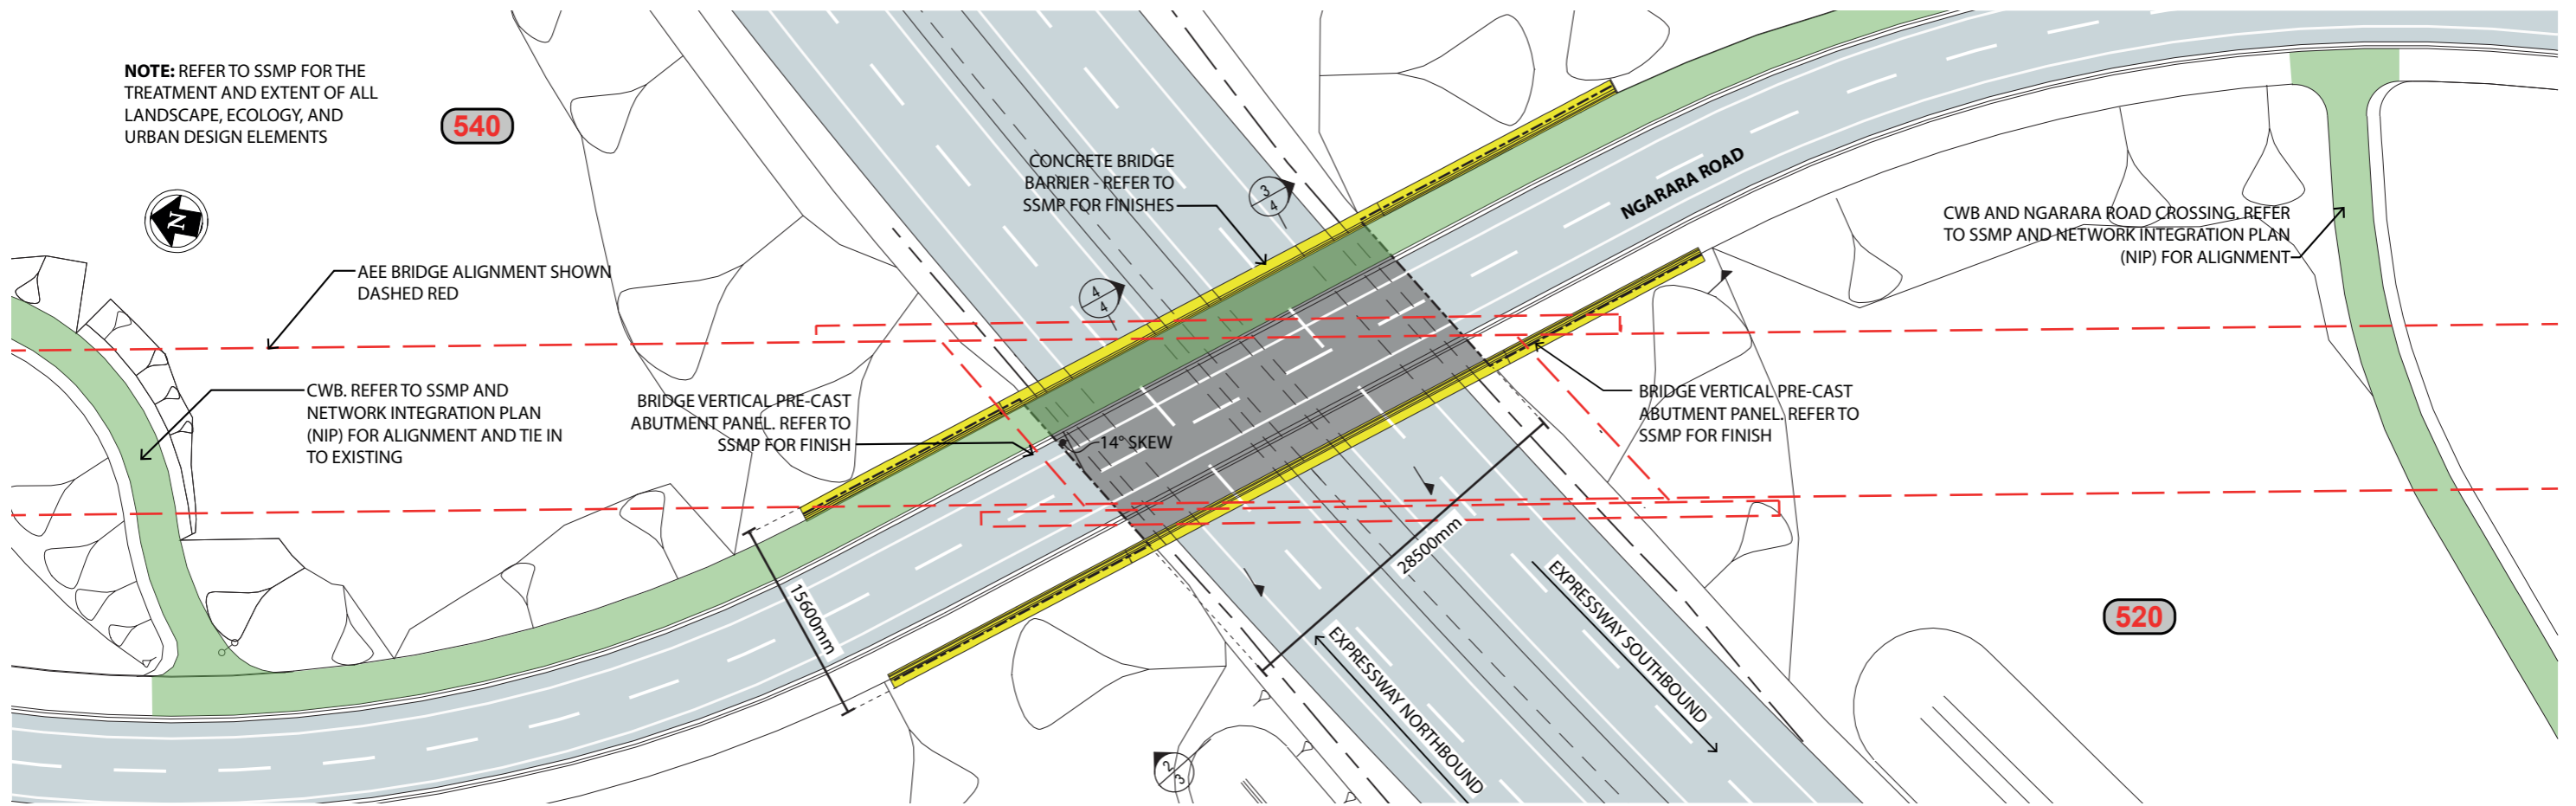 NOTE: REFER TO SSMP FOR THE
TREATMENT AND EXTENT OF ALL
LANDSCAPE, ECOLOGY, AND
URBAN DESIGN ELEMENTS
540
N
AEE BRIDGE ALIGNMENT SHOWN
DASHED RED
CWB. REFER TO SSMP AND
NETWORK INTEGRATION PLAN
(NIP) FOR ALIGNMENT AND TIE IN
TO EXISTING
CONCRETE BRIDGE
BARRIER - REFER TO
SSMP FOR FINISHES
3
4
4
4
BRIDGE VERTICAL PRE-CAST
ABUTMENT PANEL. REFER TO
SSMP FOR FINISH
14° SKEW
NGARARA ROAD
CWB AND NGARARA ROAD CROSSING. REFER
TO SSMP AND NETWORK INTEGRATION PLAN
(NIP) FOR ALIGNMENT
BRIDGE VERTICAL PRE-CAST
ABUTMENT PANEL. REFER TO
SSMP FOR FINISH
15600mm
28500mm
EXPRESSWAY SOUTHBOUND
EXPRESSWAY NORTHBOUND
520
2
3